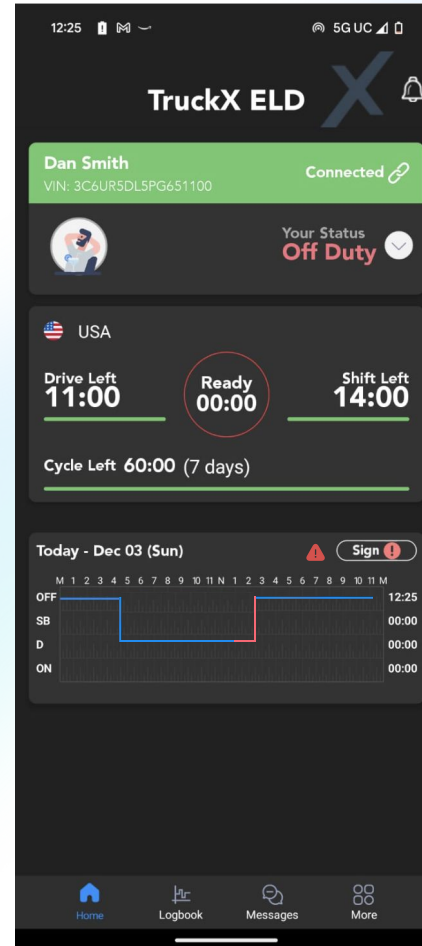 12:25
5G UC
TruckX ELD
X
Dan Smith
VIN: 3C6UR5DL5PG651100
Connected
Your Status
Off Duty
USA
Drive Left
11:00
Ready
00:00
Shift Left
14:00
Cycle Left 60:00 (7 days)
Today - Dec 03 (Sun)
Sign
M 1 2 3 4 5 6 7 8 9 10 11 N 1 2 3 4 5 6 7 8 9 10 11 M
OFF 12:25
SB 00:00
D 00:00
ON 00:00
Home
Logbook
Messages
More